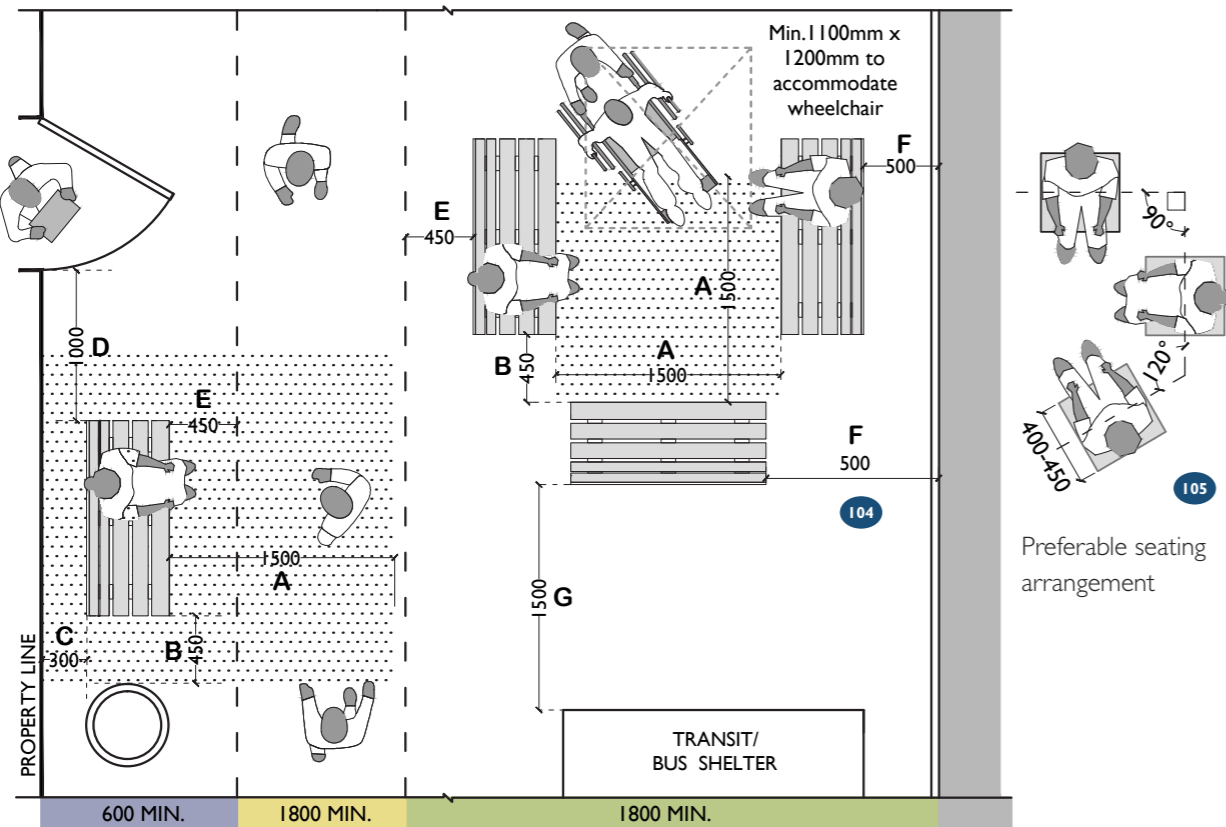 Min.1100mm x
1200mm to
accommodate
wheelchair
F
500
E
450
90°
A
1500
D
1000
B
450
A
1500
120°
E
450
400-450
F
500
104
105
Preferable seating
arrangement
1500
A
G
1500
C
300
B
450
PROPERTY LINE
TRANSIT/
BUS SHELTER
600 MIN.
1800 MIN.
1800 MIN.